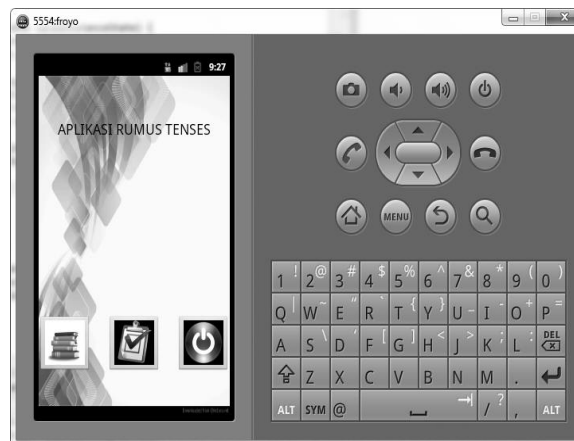 5554:froyo
9:27
APLIKASI RUMUS TENSES
MENU
1 ! 2 @ 3 # 4 $ 5 % 6 ^ 7 & 8 * 9 ( 0 )
Q | W ~ E " R ` T { Y } U _ I - O + P =
A S \ D ' F [ G ] H < J > K ; L : DEL
Z X C V B N M .
ALT SYM @ / ? , ALT